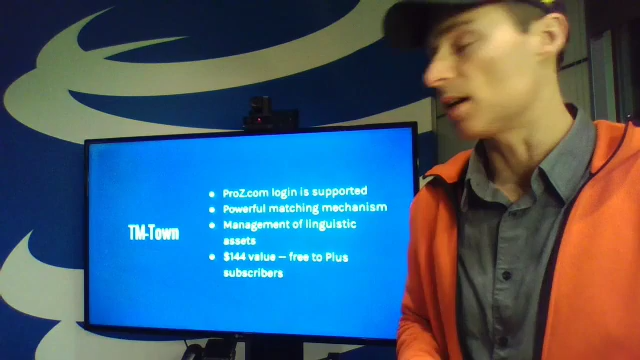 TM-Town
ProZ.com login is supported
Powerful matching mechanism
Management of linguistic
assets
$144 value – free to Plus
subscribers